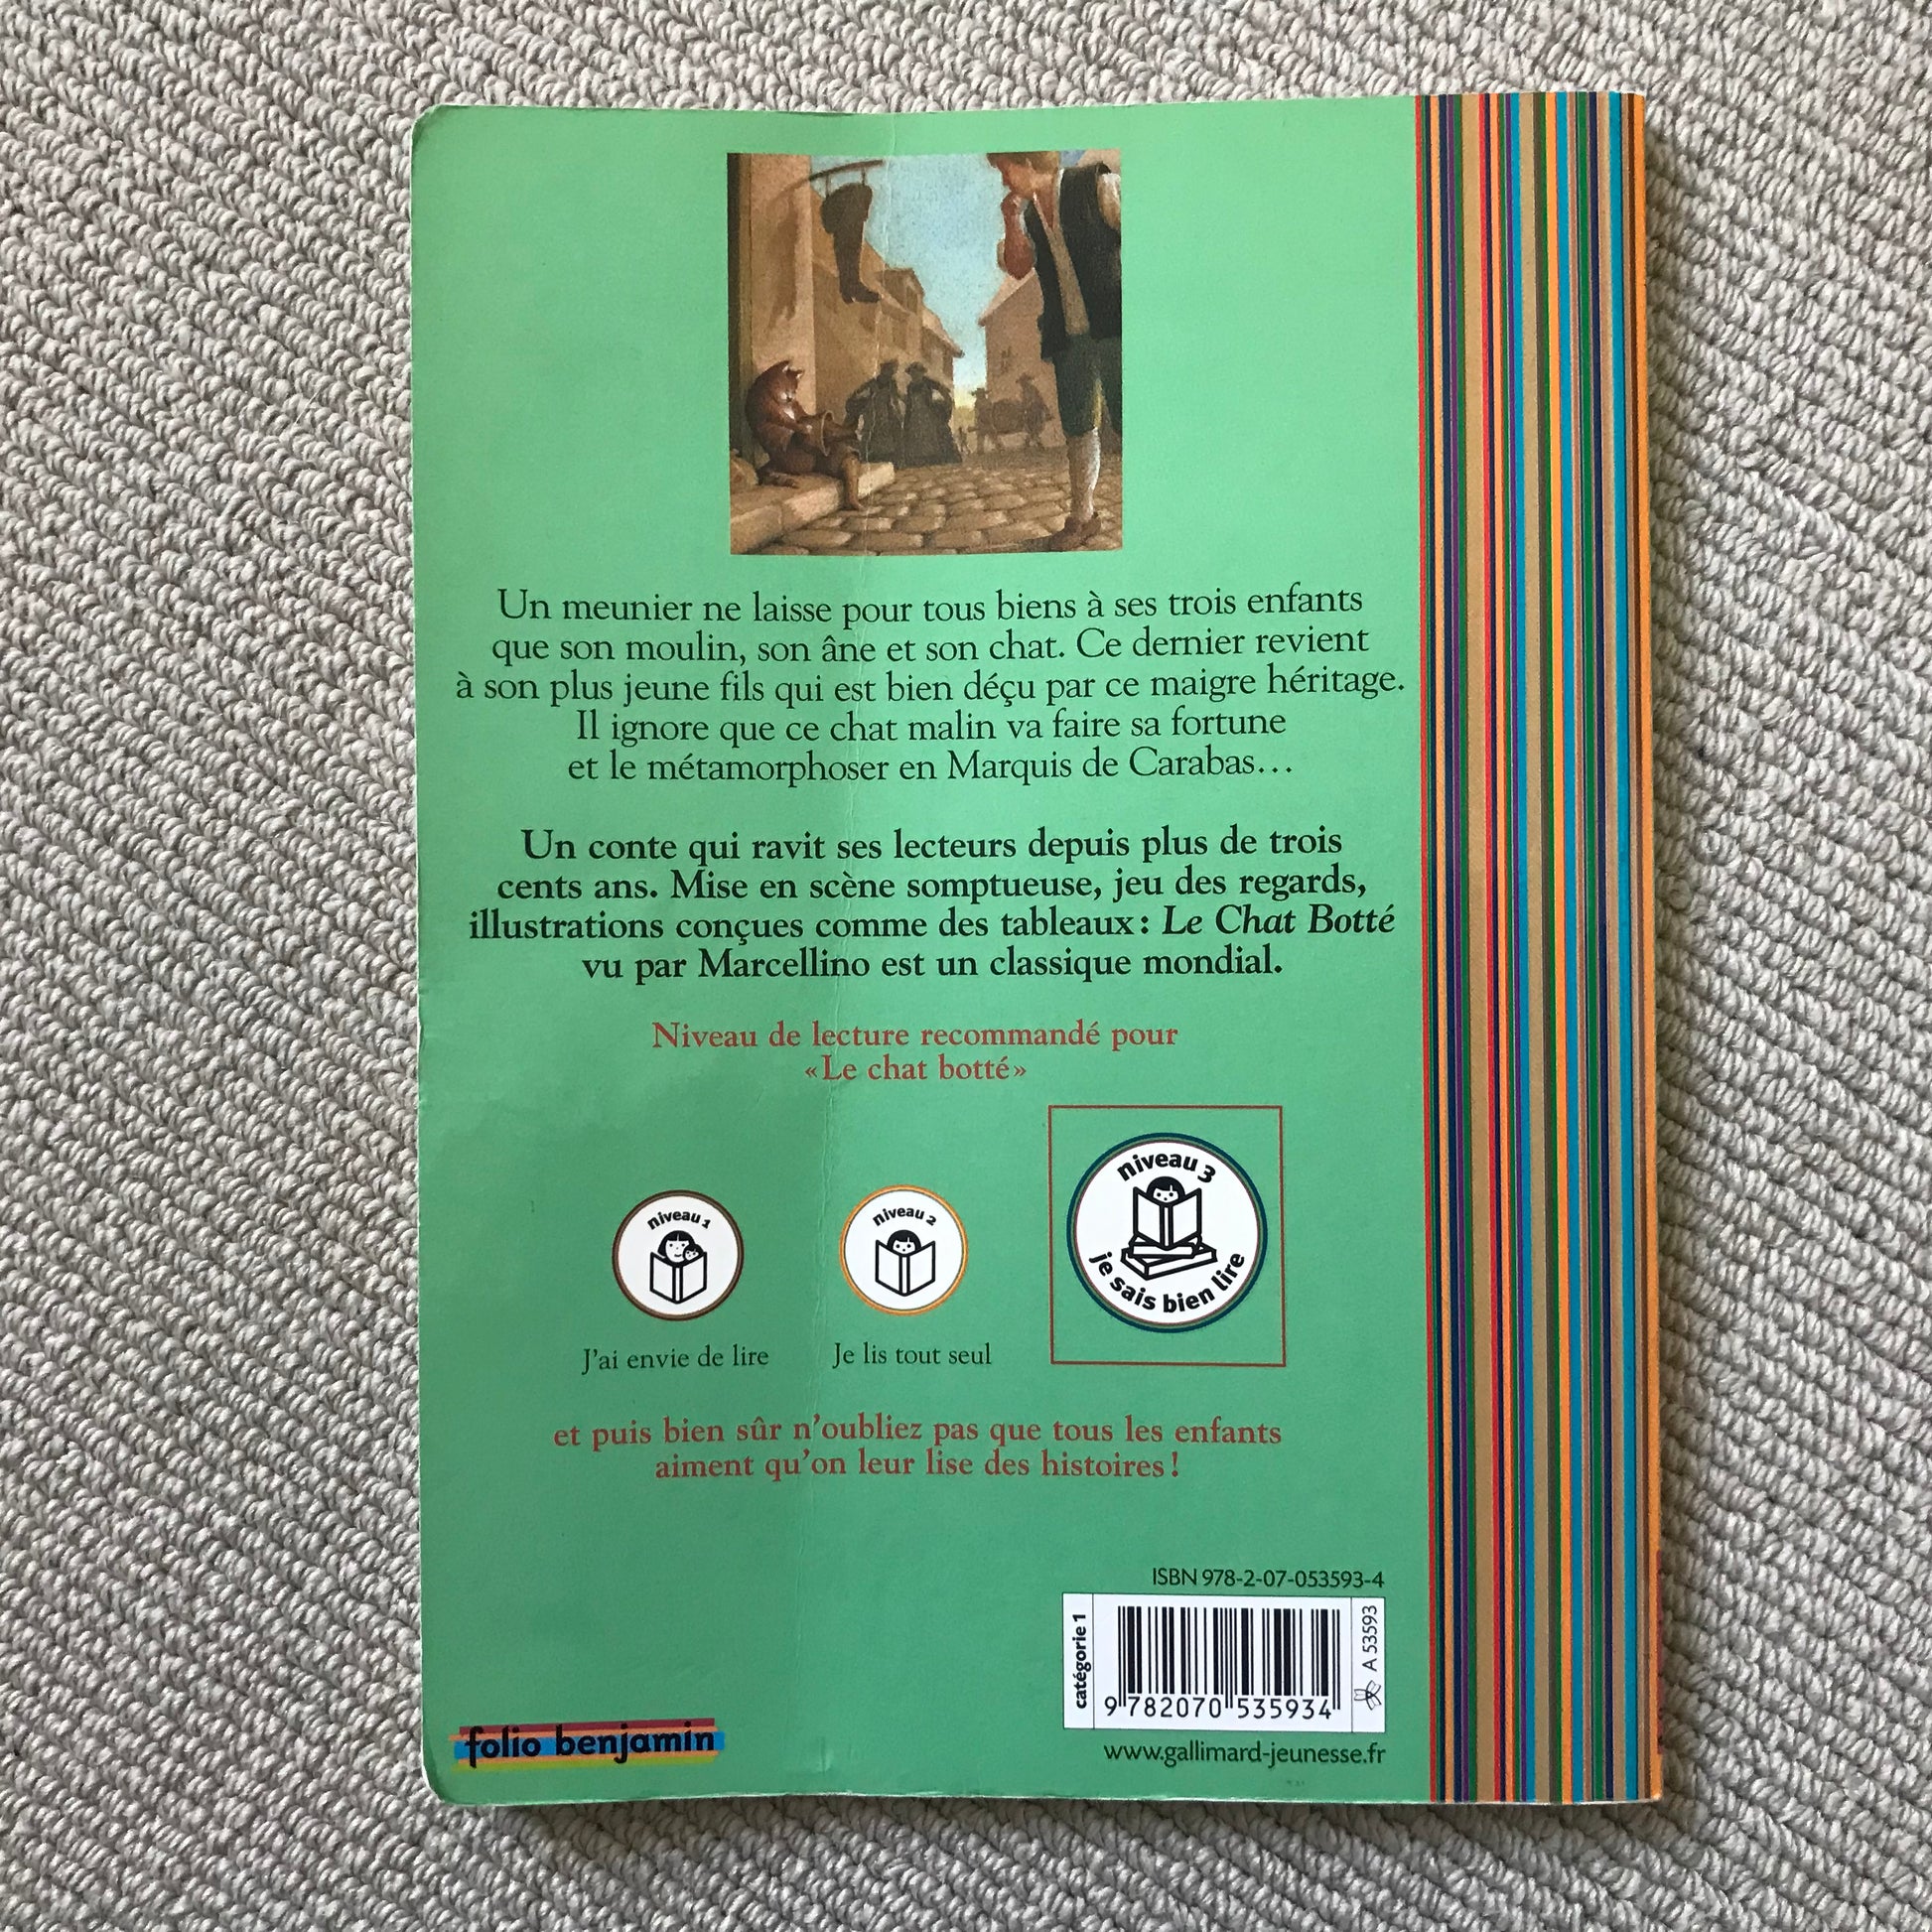 Un meunier ne laisse pour tous biens à ses trois enfants
que son moulin, son âne et son chat. Ce dernier revient
à son plus jeune fils qui est bien déçu par ce maigre héritage.
Il ignore que ce chat malin va faire sa fortune
et le métamorphoser en Marquis de Carabas...
Un conte qui ravit ses lecteurs depuis plus de trois
cents ans. Mise en scène somptueuse, jeu des regards,
illustrations conçues comme des tableaux : Le Chat Botté
vu par Marcellino est un classique mondial.
Niveau de lecture recommandé pour
«Le chat botté»
niveau 1
J'ai envie de lire
niveau 2
Je lis tout seul
niveau 3
je sais bien lire
et puis bien sûr n'oubliez pas que tous les enfants
aiment qu'on leur lise des histoires !
ISBN 978-2-07-053593-4
catégorie 1
9 782070 535934
A 53593
folio benjamin
www.gallimard-jeunesse.fr